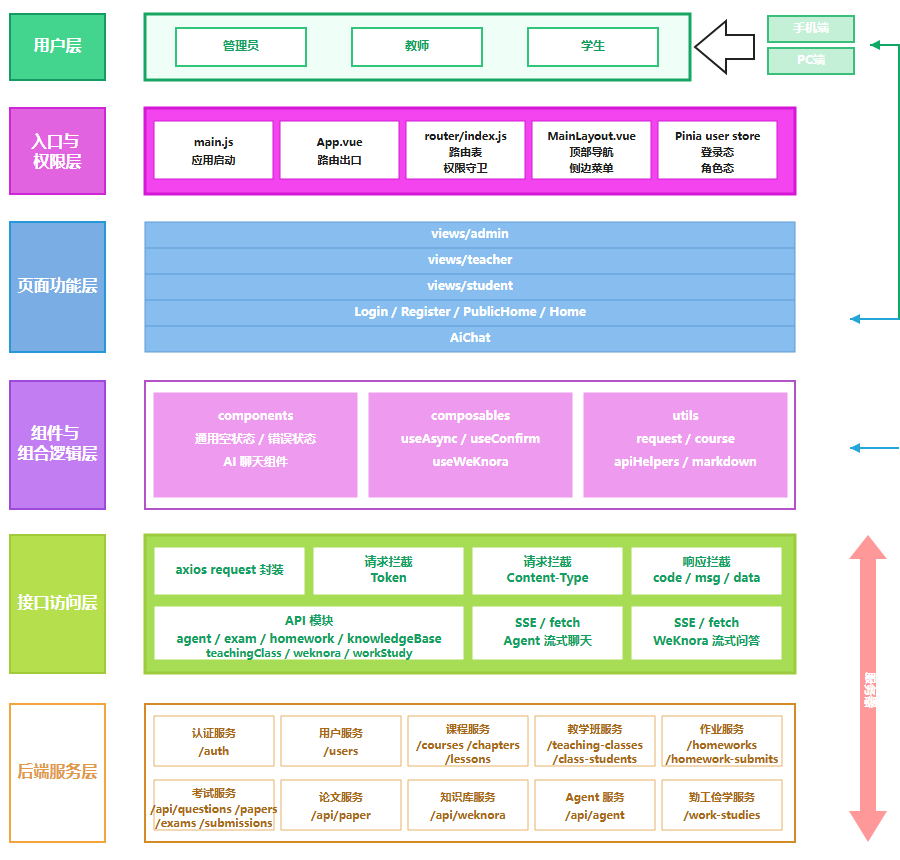 用户层
管理员
教师
学生
手机端
PC端
入口与
权限层
main.js
应用启动
App.vue
路由出口
router/index.js
路由表
权限守卫
MainLayout.vue
顶部导航
侧边菜单
Pinia user store
登录态
角色态
页面功能层
views/admin
views/teacher
views/student
Login / Register / PublicHome / Home
AiChat
组件与
组合逻辑层
components
通用空状态 / 错误状态
AI 聊天组件
composables
useAsync / useConfirm
useWeKnora
utils
request / course
apiHelpers / markdown
接口访问层
axios request 封装
请求拦截
Token
请求拦截
Content-Type
响应拦截
code / msg / data
API 模块
agent / exam / homework / knowledgeBase
teachingClass / weknora / workStudy
SSE / fetch
Agent 流式聊天
SSE / fetch
WeKnora 流式问答
后端服务层
认证服务
/auth
用户服务
/users
课程服务
/courses /chapters
/lessons
教学班服务
/teaching-classes
/class-students
作业服务
/homeworks
/homework-submits
考试服务
/api/questions /papers
/exams /submissions
论文服务
/api/paper
知识库服务
/api/weknora
Agent 服务
/api/agent
勤工俭学服务
/work-studies